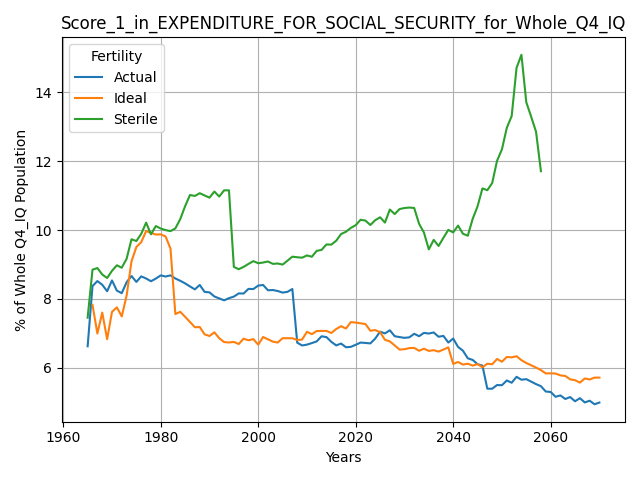 Score_1_in_EXPENDITURE_FOR_SOCIAL_SECURITY_for_Whole_Q4_IQ
Fertility
Actual
Ideal
Sterile
% of Whole Q4_IQ Population
14
12
10
8
6
1960
1980
2000
2020
2040
2060
Years